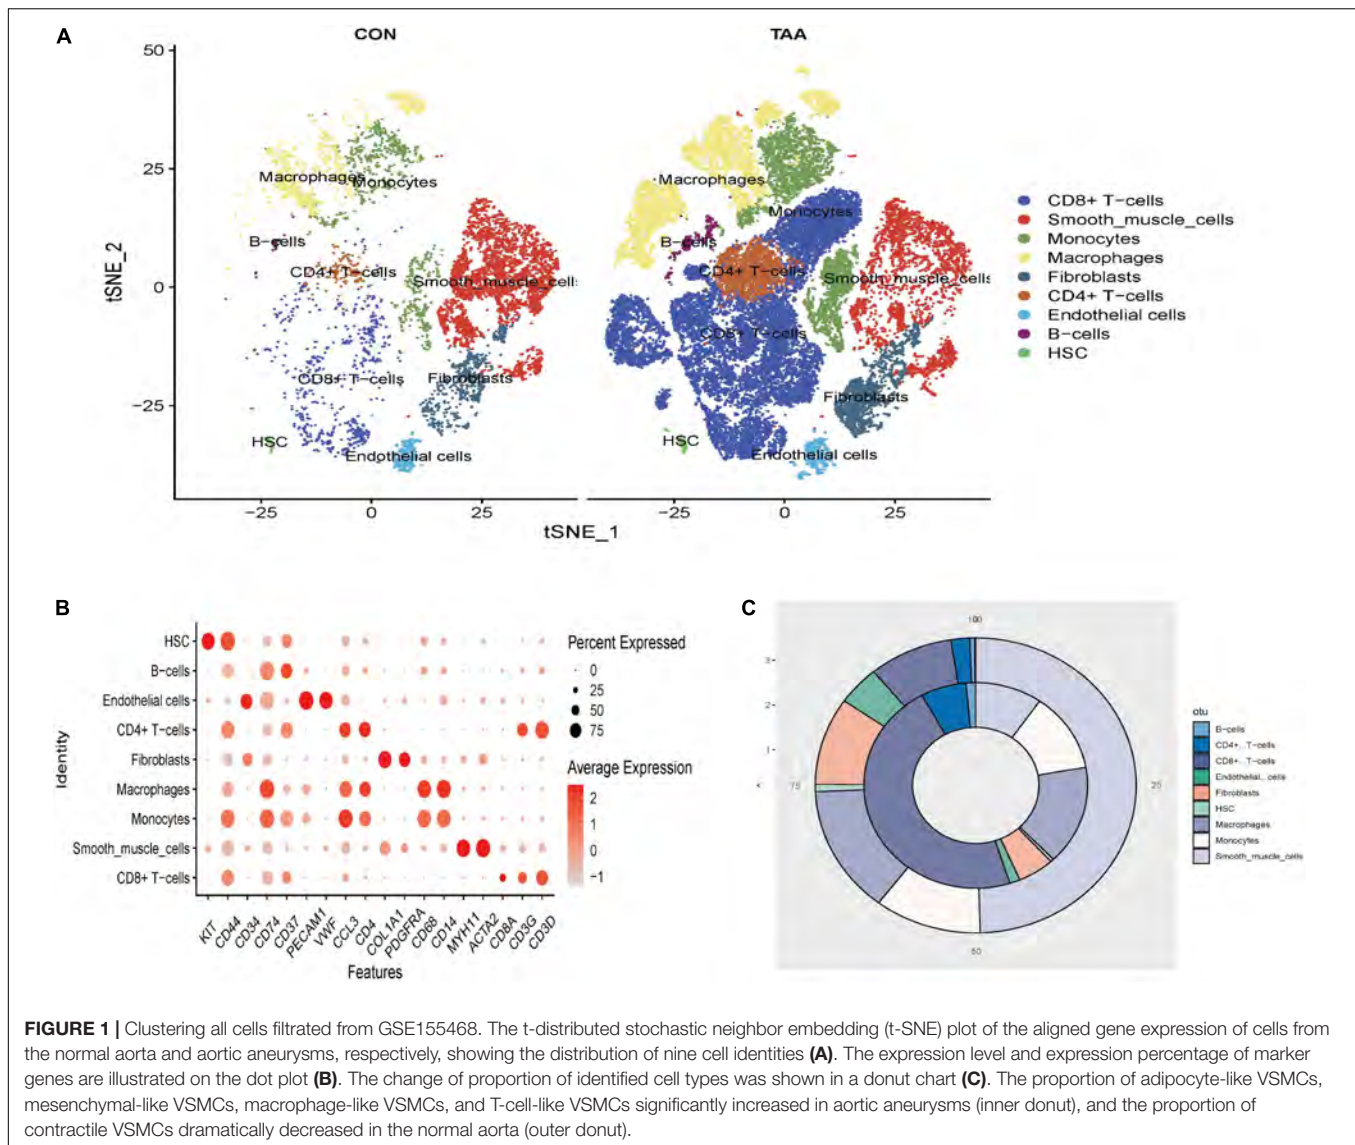 A
CON
TAA
50
25
0
−25
tSNE_2
Macrophages
Monocytes
B−cells
CD4+ T−cells
Smooth_muscle_cells
CD8+ T−cells
Fibroblasts
HSC
Endothelial cells
Macrophages
Monocytes
B−cells
CD4+ T−cells
Smooth_muscle_cells
CD8+ T−cells
Fibroblasts
HSC
Endothelial cells
−25
0
25
−25
0
25
tSNE_1
CD8+ T−cells
Smooth_muscle_cells
Monocytes
Macrophages
Fibroblasts
CD4+ T−cells
Endothelial cells
B−cells
HSC
B
Identity
HSC
B-cells
Endothelial cells
CD4+ T-cells
Fibroblasts
Macrophages
Monocytes
Smooth_muscle_cells
CD8+ T-cells
KIT
CD44
CD34
CD74
CD37
PECAM1
VWF
CCL3
CD4
COL1A1
PDGFRA
CD68
CD14
MYH11
ACTA2
CD8A
CD3G
CD3D
Features
Percent Expressed
0
25
50
75
Average Expression
2
1
0
−1
C
3
2
1
x
75
25
50
otu
B-cells
CD4+.. T-cells
CD8+.. T-cells
Endothelial.. cells
Fibroblasts
HSC
Macrophages
Monocytes
Smooth_muscle_cells
FIGURE 1 | Clustering all cells filtrated from GSE155468. The t-distributed stochastic neighbor embedding (t-SNE) plot of the aligned gene expression of cells from
the normal aorta and aortic aneurysms, respectively, showing the distribution of nine cell identities (A). The expression level and expression percentage of marker
genes are illustrated on the dot plot (B). The change of proportion of identified cell types was shown in a donut chart (C). The proportion of adipocyte-like VSMCs,
mesenchymal-like VSMCs, macrophage-like VSMCs, and T-cell-like VSMCs significantly increased in aortic aneurysms (inner donut), and the proportion of
contractile VSMCs dramatically decreased in the normal aorta (outer donut).